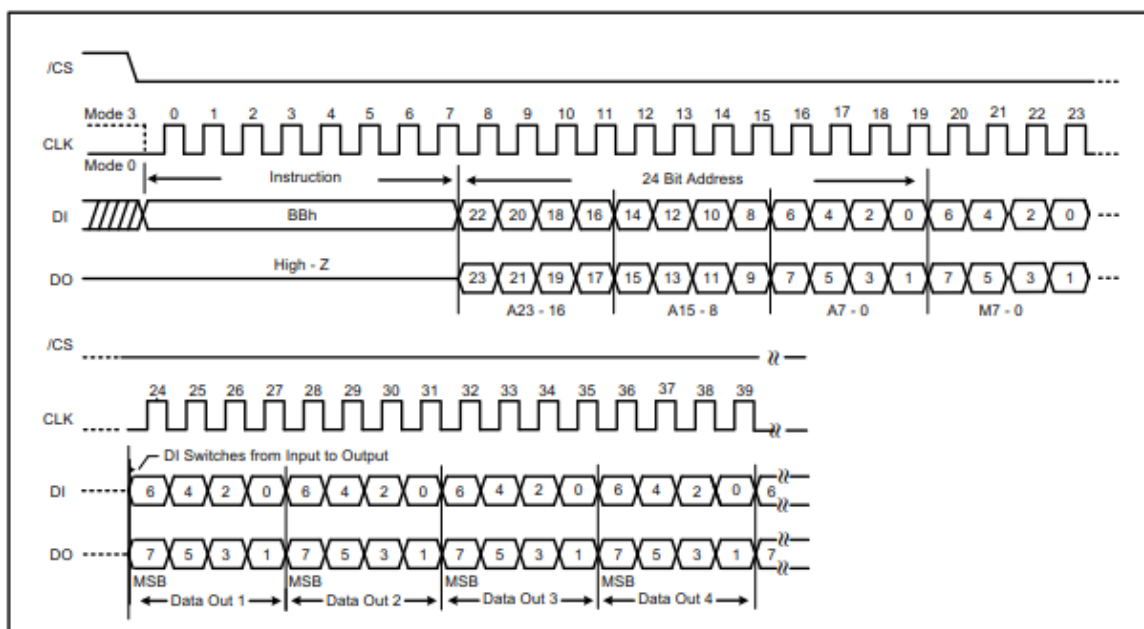 /CS
Mode 3 0 1 2 3 4 5 6 7 8 9 10 11 12 13 14 15 16 17 18 19 20 21 22 23
CLK
Mode 0
Instruction 24 Bit Address
DI BBh 22 20 18 16 14 12 10 8 6 4 2 0 6 4 2 0
High - Z
DO 23 21 19 17 15 13 11 9 7 5 3 1 7 5 3 1
A23 - 16 A15 - 8 A7 - 0 M7 - 0
/CS
24 25 26 27 28 29 30 31 32 33 34 35 36 37 38 39
CLK
DI Switches from Input to Output
DI 6 4 2 0 6 4 2 0 6 4 2 0 6 4 2 0 6
DO 7 5 3 1 7 5 3 1 7 5 3 1 7 5 3 1 7
MSB MSB MSB MSB
Data Out 1 Data Out 2 Data Out 3 Data Out 4